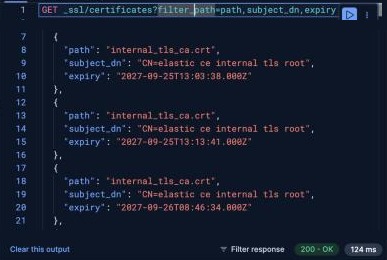 1 GET _ssl/certificates?filter_path=path,subject_dn,expiry
7 {
8 "path": "internal_tls_ca.crt",
9 "subject_dn": "CN=elastic ce internal tls root",
10 "expiry": "2027-09-25T13:03:38.000Z"
11 },
12 {
13 "path": "internal_tls_ca.crt",
14 "subject_dn": "CN=elastic ce internal tls root",
15 "expiry": "2027-09-25T13:13:41.000Z"
16 },
17 {
18 "path": "internal_tls_ca.crt",
19 "subject_dn": "CN=elastic ce internal tls root",
20 "expiry": "2027-09-26T08:46:34.000Z"
21 },
Clear this output Filter response 200 - OK 124 ms